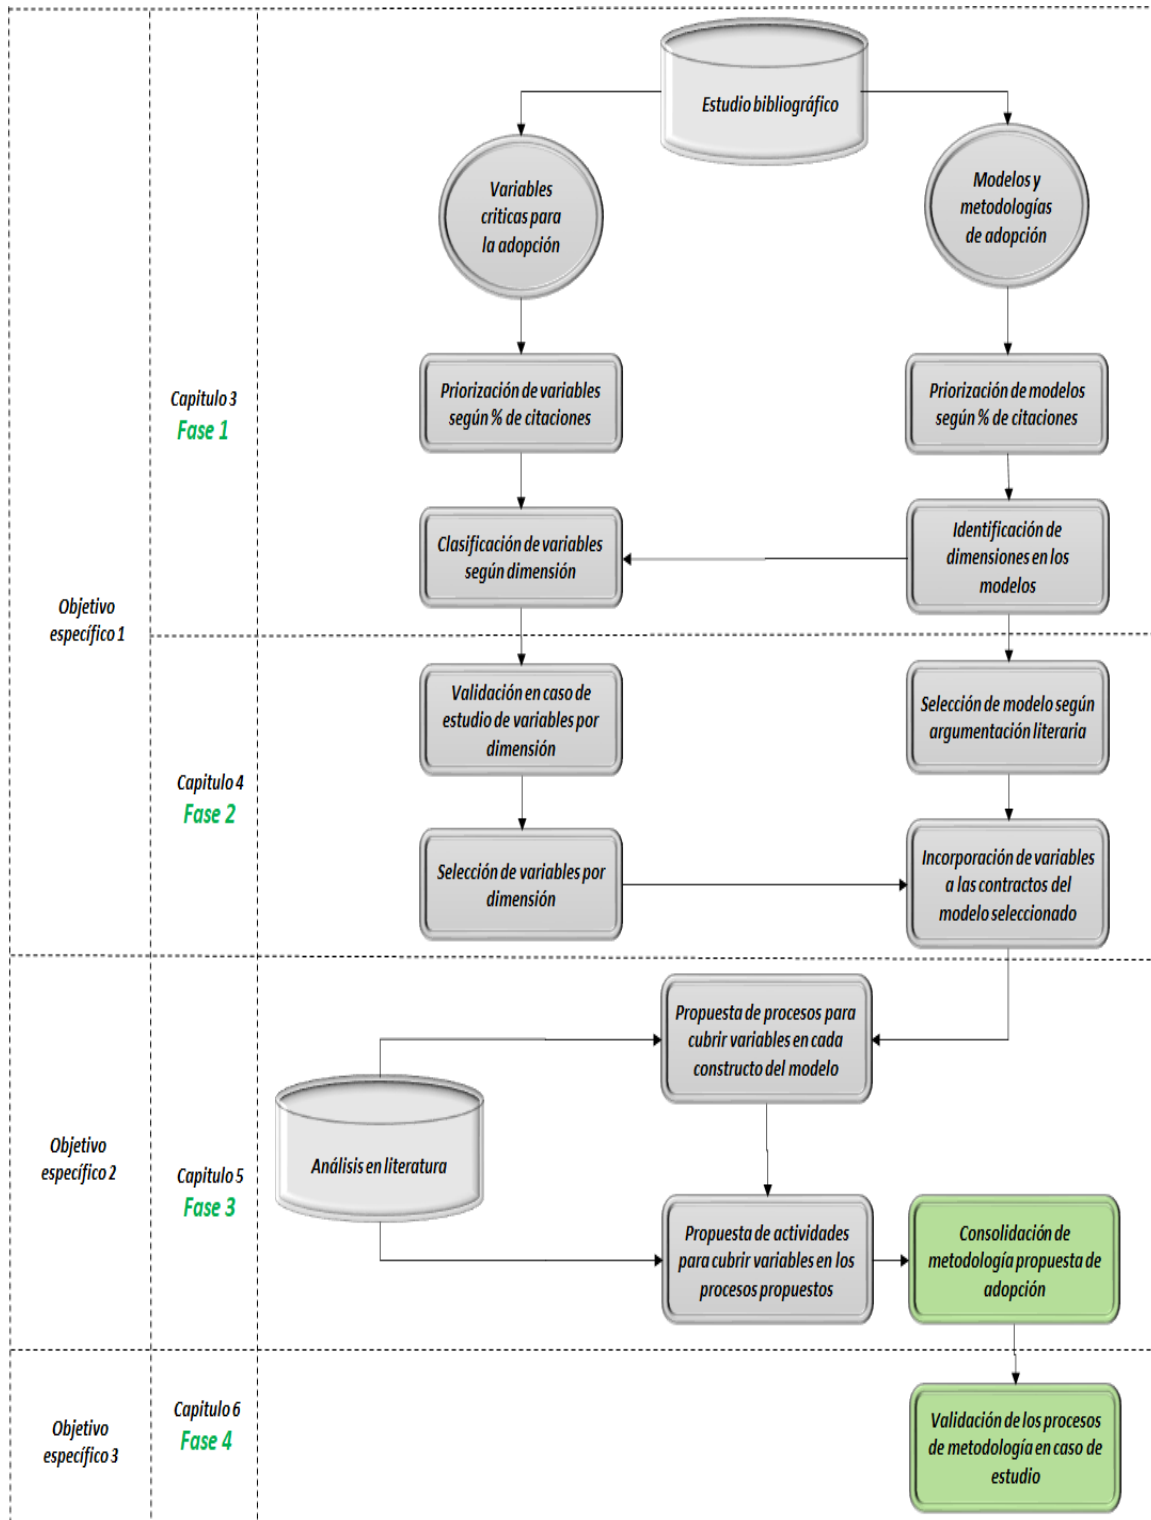 Estudio bibliográfico
Variables
criticas para
la adopción
Modelos y
metodologías
de adopción
Capitulo 3
Fase 1
Priorización de variables
según % de citaciones
Priorización de modelos
según % de citaciones
Clasificación de variables
según dimensión
Identificación de
dimensiones en los
modelos
Objetivo
específico 1
Capitulo 4
Fase 2
Validación en caso de
estudio de variables por
dimensión
Selección de modelo según
argumentación literaria
Selección de variables por
dimensión
Incorporación de variables
a las contractos del
modelo seleccionado
Objetivo
específico 2
Capitulo 5
Fase 3
Propuesta de procesos para
cubrir variables en cada
constructo del modelo
Análisis en literatura
Propuesta de actividades
para cubrir variables en los
procesos propuestos
Consolidación de
metodología propuesta de
adopción
Objetivo
específico 3
Capitulo 6
Fase 4
Validación de los procesos
de metodología en caso de
estudio